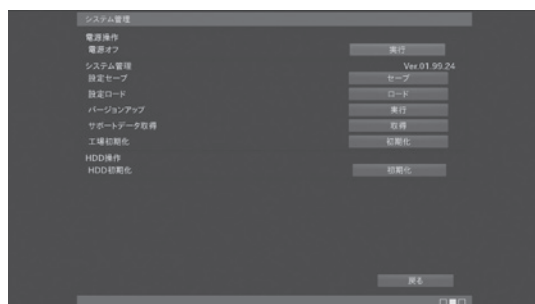 システム管理
電源操作
電源オフ 実行
システム管理 Ver.01.99.24
設定セーブ セーブ
設定ロード ロード
バージョンアップ 実行
サポートデータ取得 取得
工場初期化 初期化
HDD操作
HDD初期化 初期化
戻る